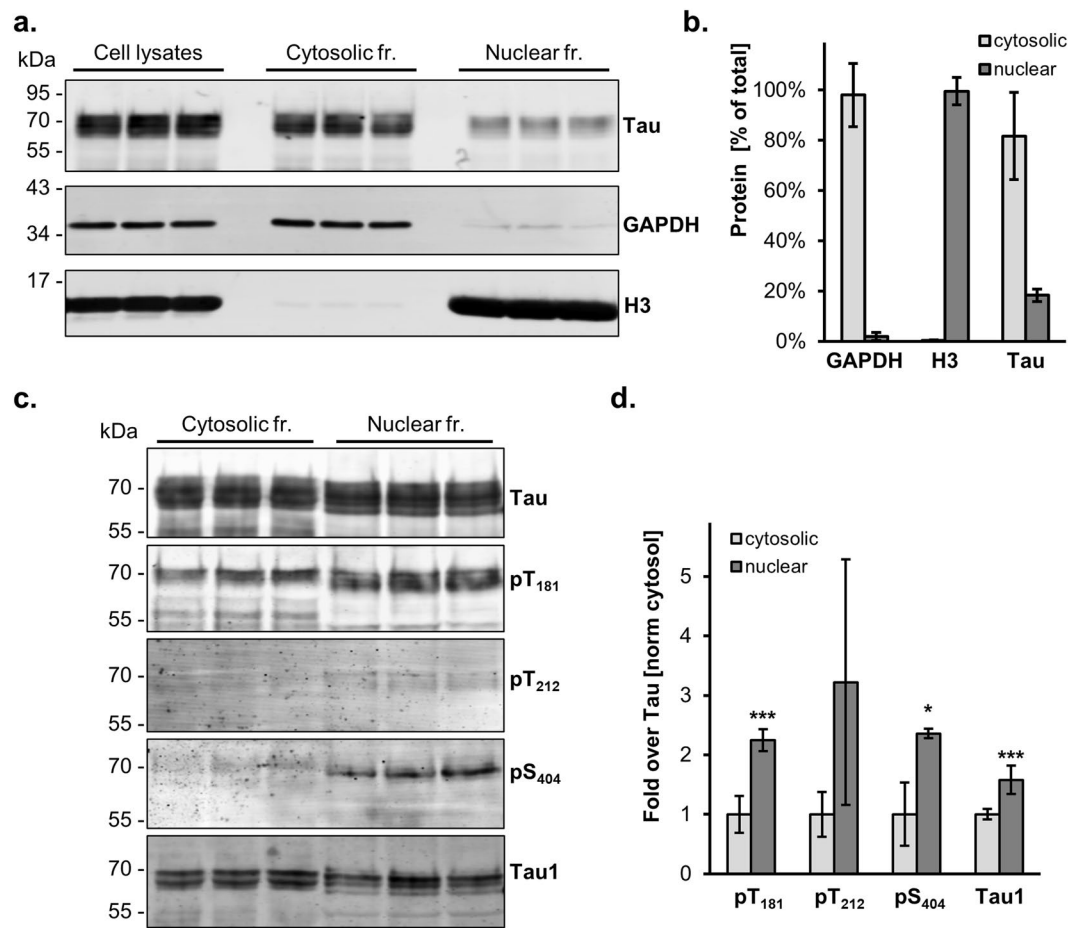 a.
kDa
Cell lysates Cytosolic fr. Nuclear fr.
95 -
70 -
55 -
Tau
43 -
34 -
GAPDH
17 -
H3
b.
cytosolic
nuclear
Protein [% of total]
100%
80%
60%
40%
20%
0%
GAPDH H3 Tau
c.
kDa
Cytosolic fr. Nuclear fr.
70 -
55 -
Tau
70 -
55 -
pT181
70 -
55 -
pT212
70 -
55 -
pS404
70 -
55 -
Tau1
d.
cytosolic
nuclear
Fold over Tau [norm cytosol]
5
4
3
2
1
0
***
*
***
pT181 pT212 pS404 Tau1